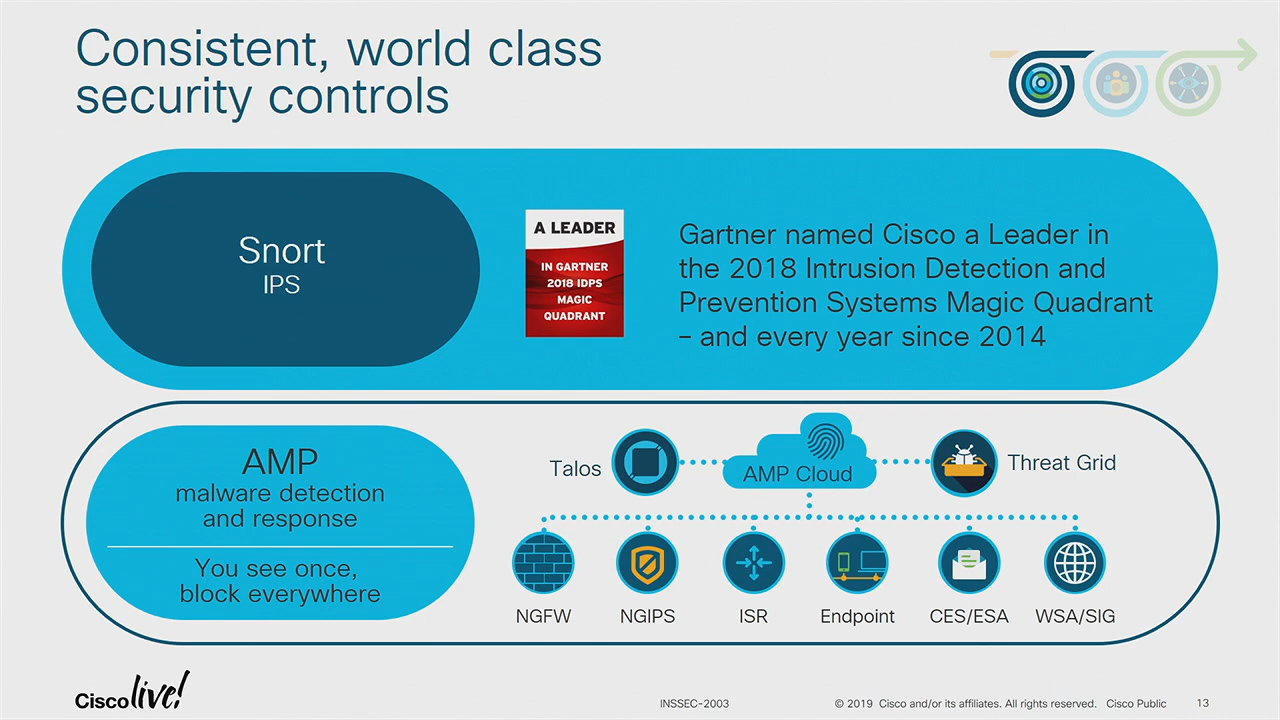 Consistent, world class
security controls
Snort
IPS
A LEADER
IN GARTNER
2018 IDPS
MAGIC
QUADRANT
Gartner named Cisco a Leader in
the 2018 Intrusion Detection and
Prevention Systems Magic Quadrant
– and every year since 2014
AMP
malware detection
and response
You see once,
block everywhere
Talos
AMP Cloud
Threat Grid
NGFW
NGIPS
ISR
Endpoint
CES/ESA
WSA/SIG
Cisco live!
INSSEC-2003
© 2019 Cisco and/or its affiliates. All rights reserved. Cisco Public
13